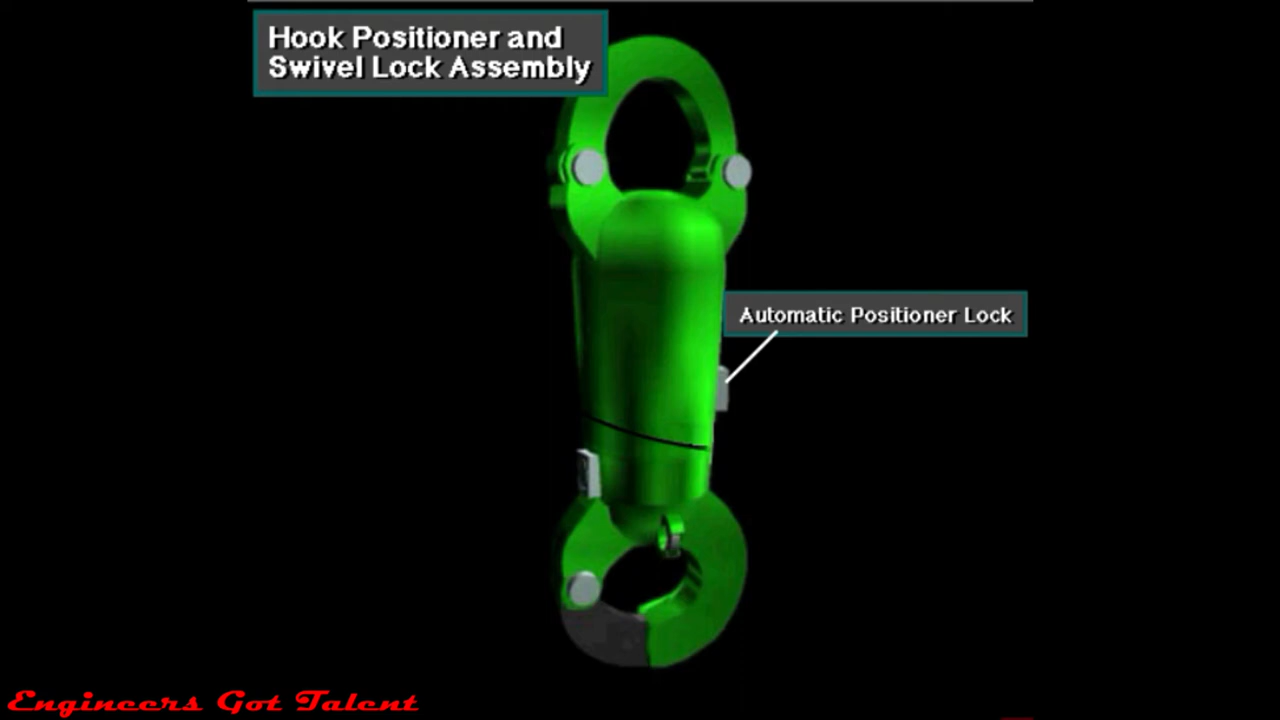 Hook Positioner and
Swivel Lock Assembly
Automatic Positioner Lock
Engineers Got Talent